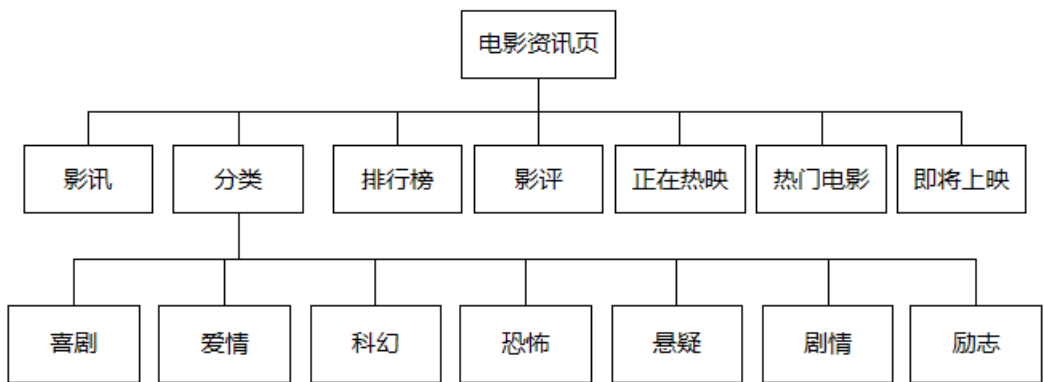 电影资讯页
影讯
分类
排行榜
影评
正在热映
热门电影
即将上映
喜剧
爱情
科幻
恐怖
悬疑
剧情
励志